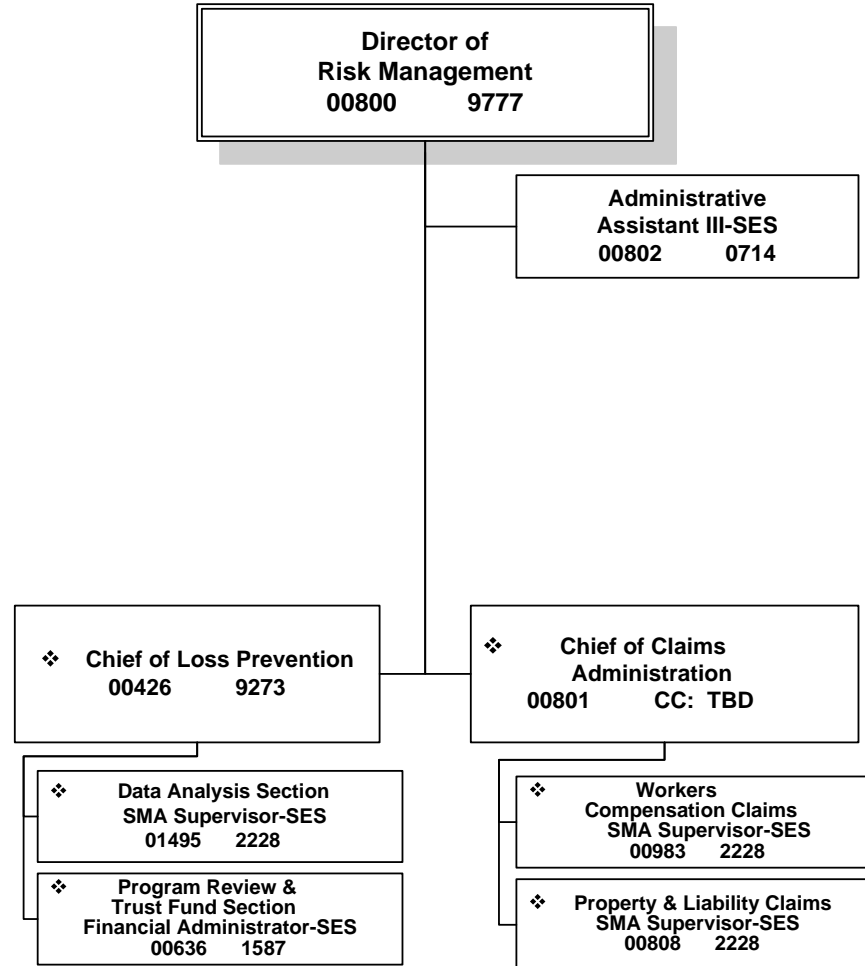 Director of
Risk Management
00800 9777
Administrative
Assistant III-SES
00802 0714
❖ Chief of Loss Prevention
00426 9273
❖ Chief of Claims
Administration
00801 CC: TBD
❖ Data Analysis Section
SMA Supervisor-SES
01495 2228
❖ Program Review &
Trust Fund Section
Financial Administrator-SES
00636 1587
❖ Workers
Compensation Claims
SMA Supervisor-SES
00983 2228
❖ Property & Liability Claims
SMA Supervisor-SES
00808 2228